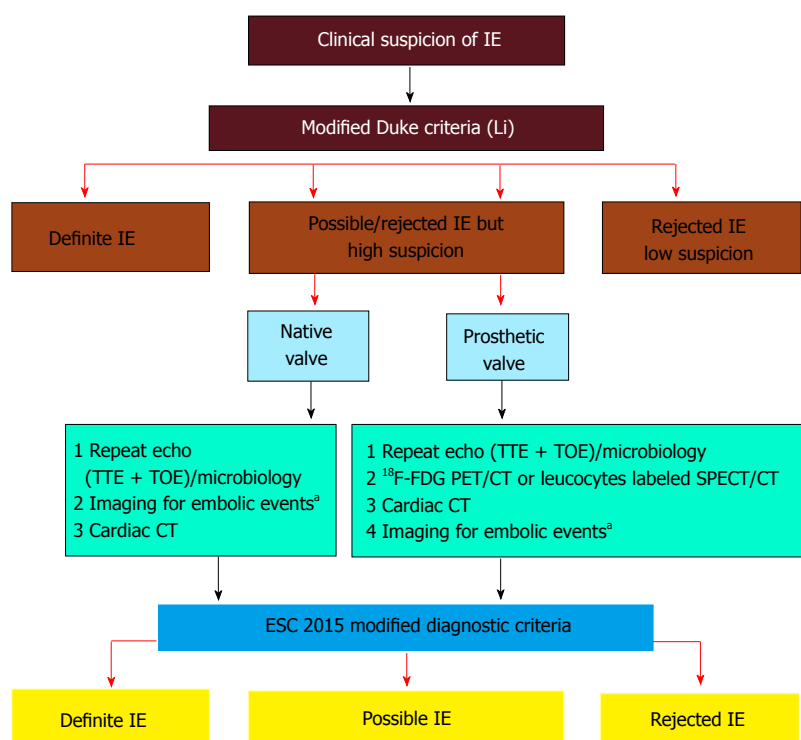 Clinical suspicion of IE
Modified Duke criteria (Li)
Definite IE
Possible/rejected IE but
high suspicion
Rejected IE
low suspicion
Native
valve
Prosthetic
valve
1 Repeat echo
(TTE + TOE)/microbiology
2 Imaging for embolic eventsᵃ
3 Cardiac CT
1 Repeat echo (TTE + TOE)/microbiology
2 ¹⁸F-FDG PET/CT or leucocytes labeled SPECT/CT
3 Cardiac CT
4 Imaging for embolic eventsᵃ
ESC 2015 modified diagnostic criteria
Definite IE
Possible IE
Rejected IE